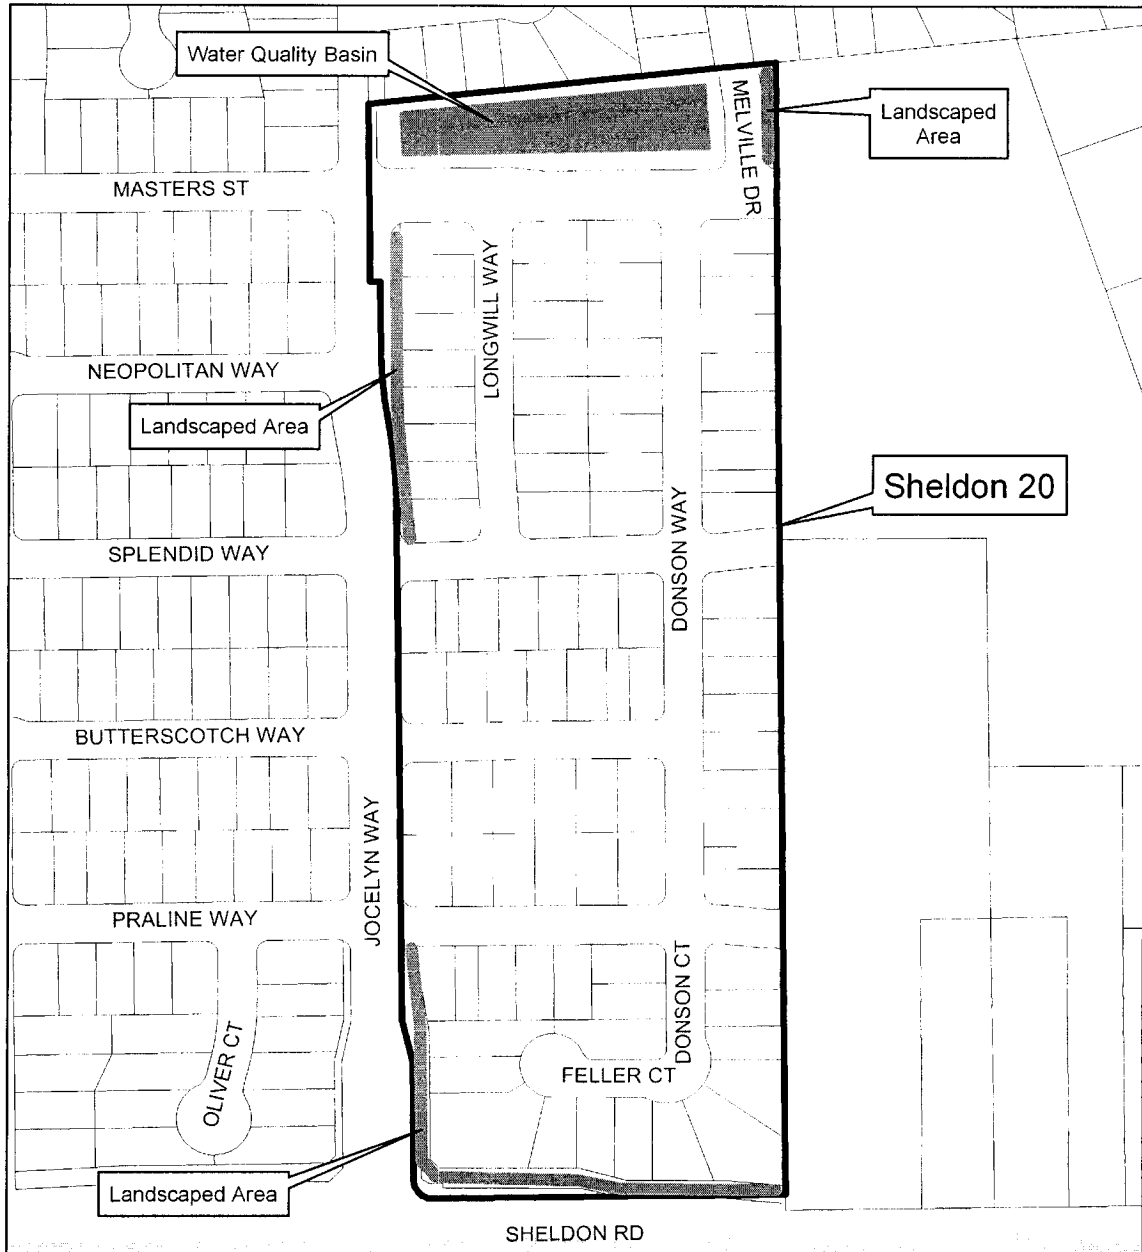 Water Quality Basin
MELVILLE DR
Landscaped
Area
MASTERS ST
LONGWILL WAY
NEOPOLITAN WAY
Landscaped Area
Sheldon 20
SPLENDID WAY
DONSON WAY
BUTTERSCOTCH WAY
JOCELYN WAY
PRALINE WAY
DONSON CT
OLIVER CT
FELLER CT
Landscaped Area
SHELDON RD